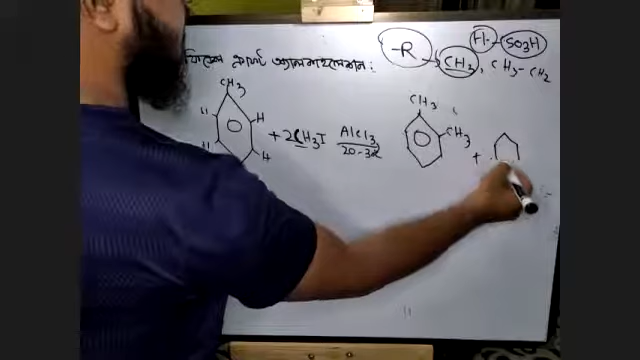 ফ্রিডেল ক্রাফট অ্যালকাইলেশন:
-R → CH3, CH3-CH2
H- SO3H
CH3
H
H
+ 2CH3I AlCl3
20-30
CH3
CH3
+